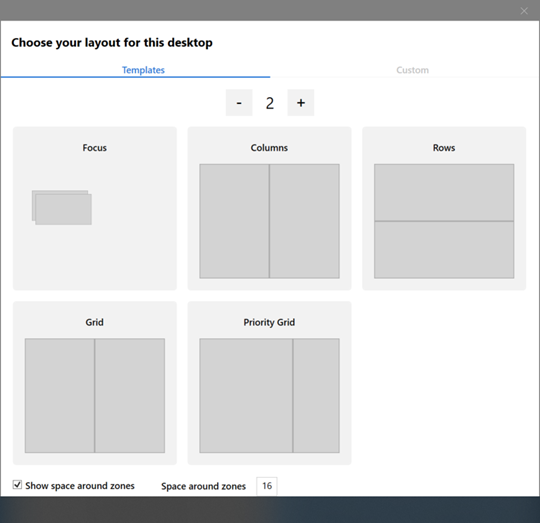 Choose your layout for this desktop
Templates Custom
- 2 +
Focus Columns Rows
Grid Priority Grid
Show space around zones Space around zones 16